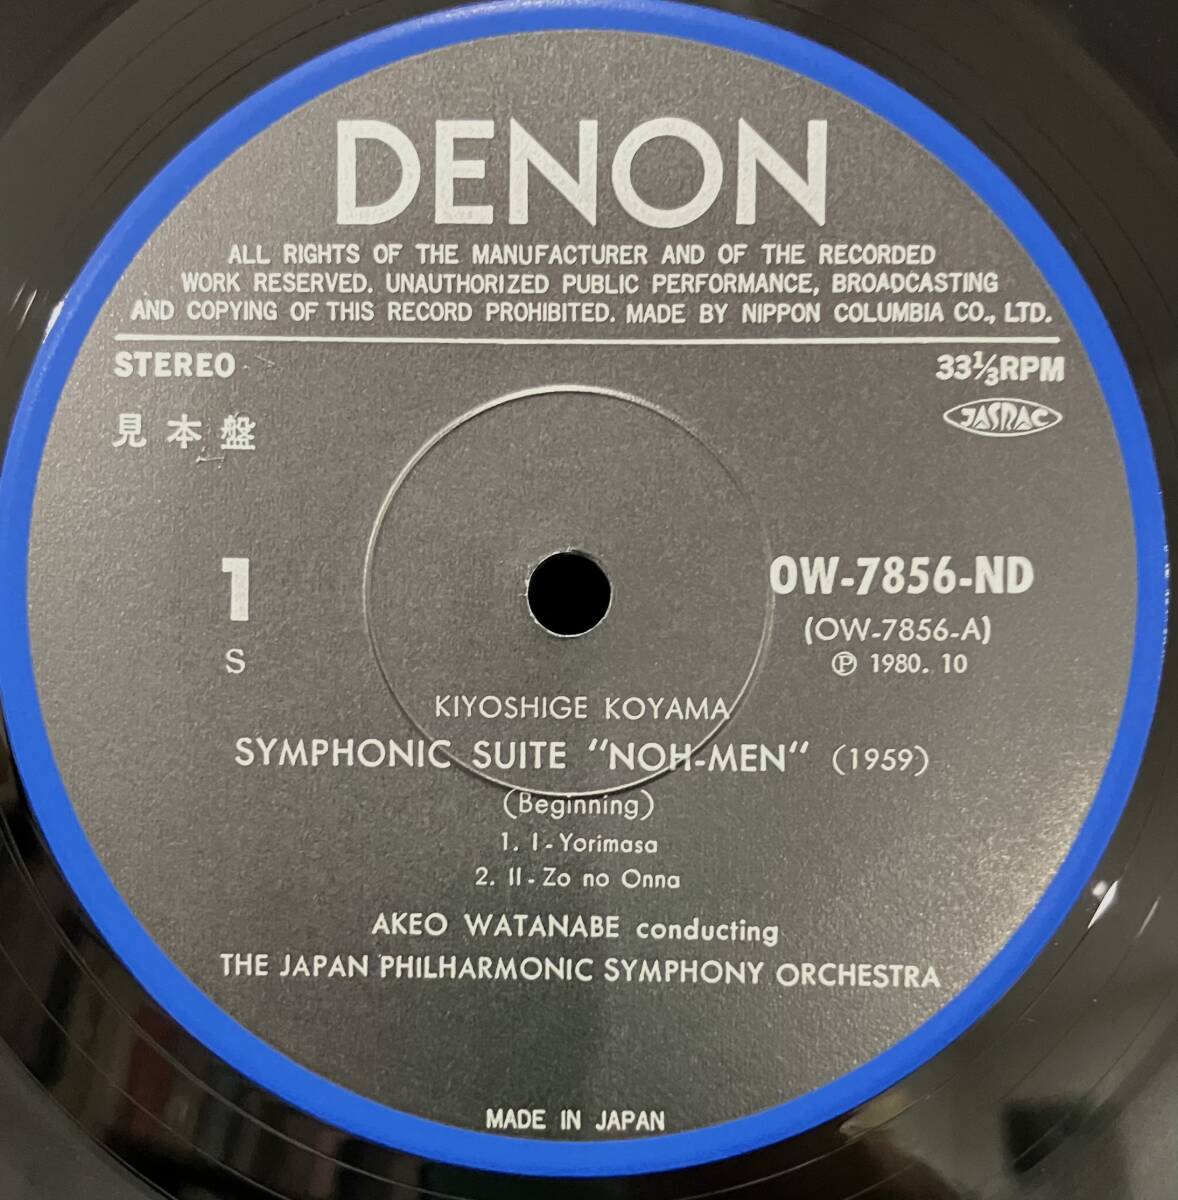 DENON
ALL RIGHTS OF THE MANUFACTURER AND OF THE RECORDED
WORK RESERVED. UNAUTHORIZED PUBLIC PERFORMANCE, BROADCASTING
AND COPYING OF THIS RECORD PROHIBITED. MADE BY NIPPON COLUMBIA CO., LTD.
STEREO
33⅓RPM
JASRAC
見本盤
1
S
OW-7856-ND
(OW-7856-A)
Ⓟ 1980. 10
KIYOSHIGE KOYAMA
SYMPHONIC SUITE "NOH-MEN" (1959)
(Beginning)
1. I-Yorimasa
2. II-Zo no Onna
AKEO WATANABE conducting
THE JAPAN PHILHARMONIC SYMPHONY ORCHESTRA
MADE IN JAPAN